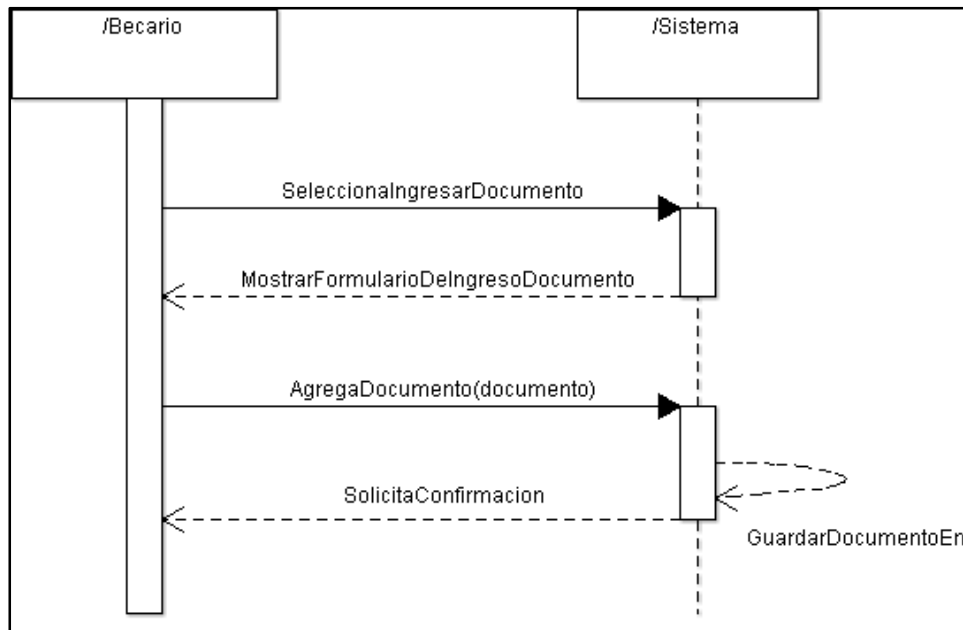 /Becario
/Sistema
SeleccionaIngresarDocumento
MostrarFormularioDeIngresoDocumento
AgregaDocumento(documento)
SolicitaConfirmacion
GuardarDocumentoEn